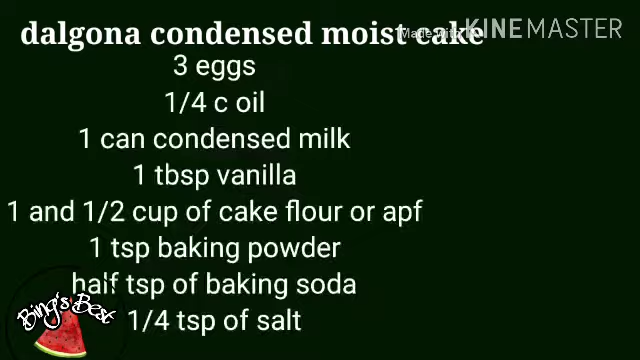 dalgona condensed moist cake
Made with KINEMASTER
3 eggs
1/4 c oil
1 can condensed milk
1 tbsp vanilla
1 and 1/2 cup of cake flour or apf
1 tsp baking powder
half tsp of baking soda
1/4 tsp of salt
Bing's Best